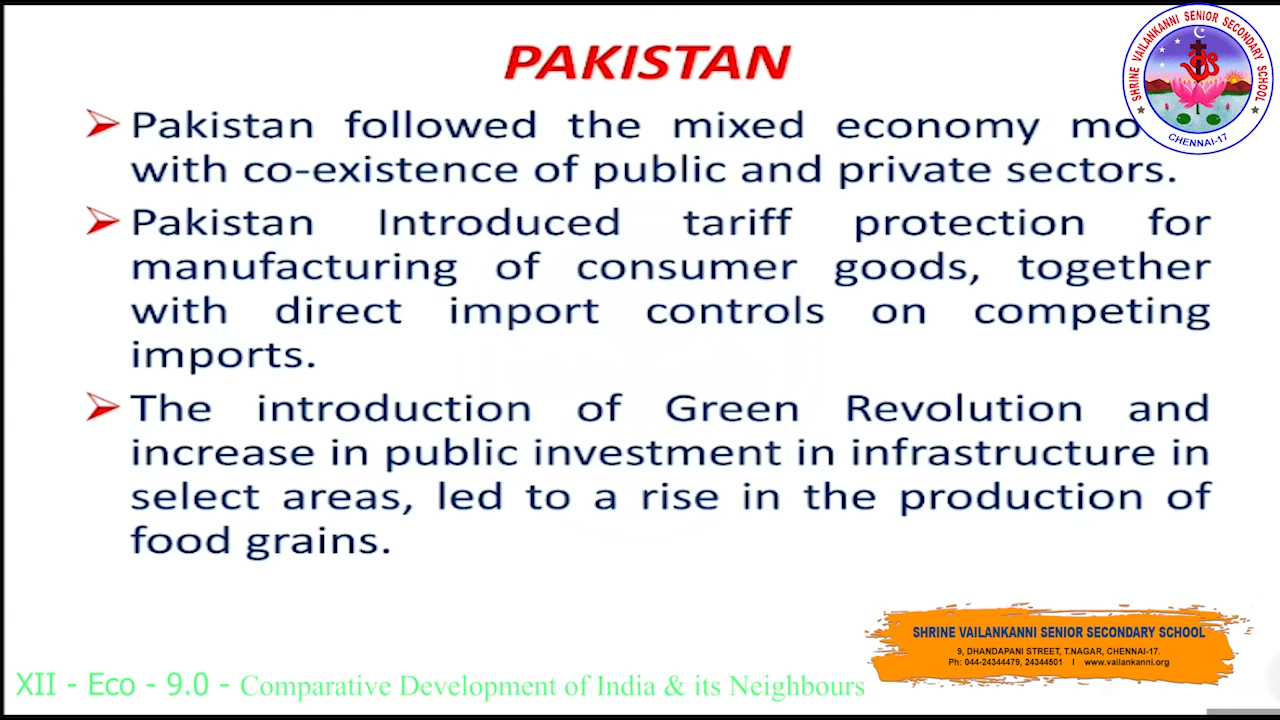 PAKISTAN
Pakistan followed the mixed economy
with co-existence of public and private sectors.
Pakistan Introduced tariff protection for
manufacturing of consumer goods, together
with direct import controls on competing
imports.
The introduction of Green Revolution and
increase in public investment in infrastructure in
select areas, led to a rise in the production of
food grains.
SHRINE VAILANKANNI SENIOR SECONDARY SCHOOL
CHENNAI-17
SHRINE VAILANKANNI SENIOR SECONDARY SCHOOL
9, DHANDAPANI STREET, T.NAGAR, CHENNAI-17.
Ph: 044-24344479, 24344501 I www.vailankanni.org
XII - Eco - 9.0 - Comparative Development of India & its Neighbours